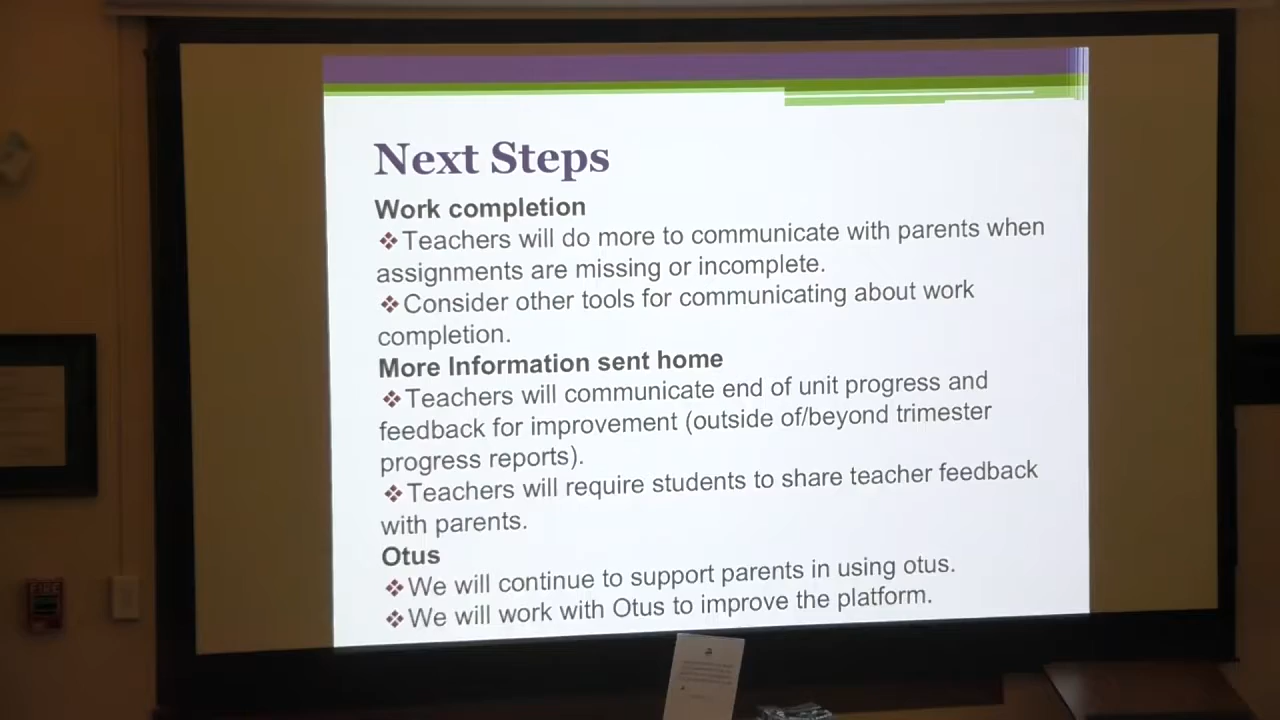 Next Steps
Work completion
❖Teachers will do more to communicate with parents when
assignments are missing or incomplete.
❖Consider other tools for communicating about work
completion.
More Information sent home
❖Teachers will communicate end of unit progress and
feedback for improvement (outside of/beyond trimester
progress reports).
❖Teachers will require students to share teacher feedback
with parents.
Otus
❖We will continue to support parents in using otus.
❖We will work with Otus to improve the platform.
FIRE